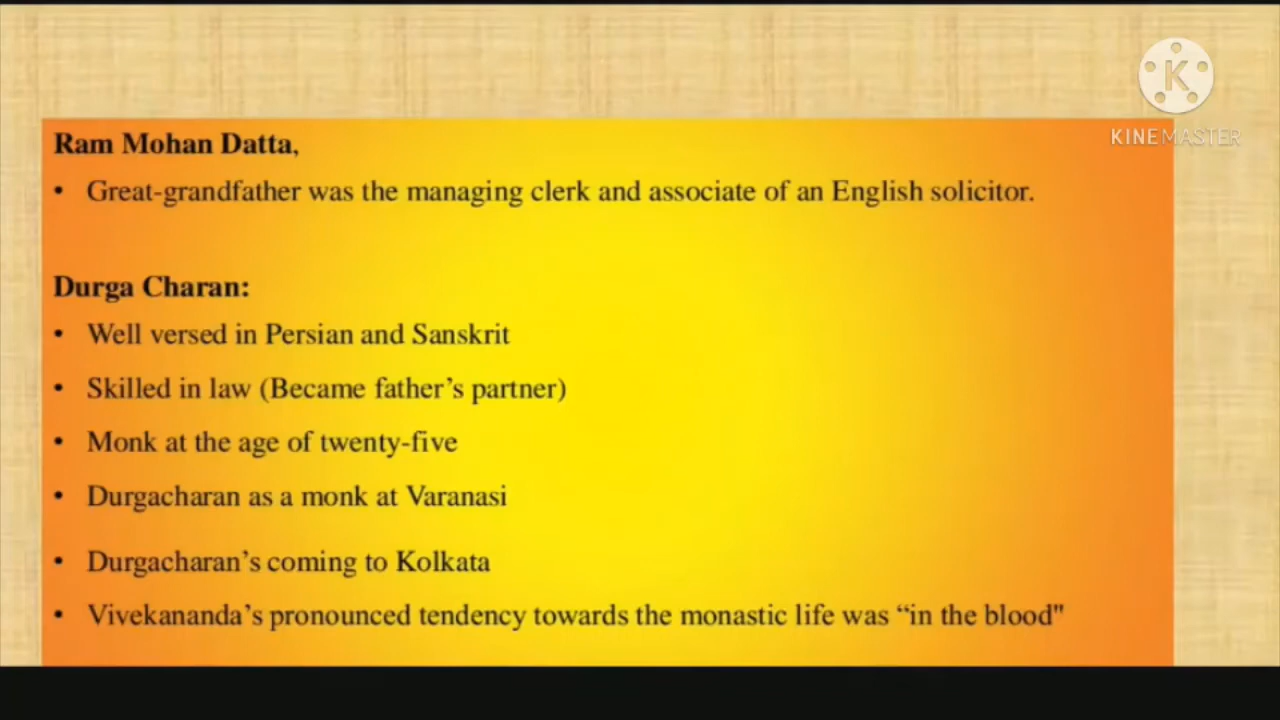 K
KINEMASTER
Ram Mohan Datta,
• Great-grandfather was the managing clerk and associate of an English solicitor.
Durga Charan:
• Well versed in Persian and Sanskrit
• Skilled in law (Became father’s partner)
• Monk at the age of twenty-five
• Durgacharan as a monk at Varanasi
• Durgacharan’s coming to Kolkata
• Vivekananda’s pronounced tendency towards the monastic life was “in the blood"